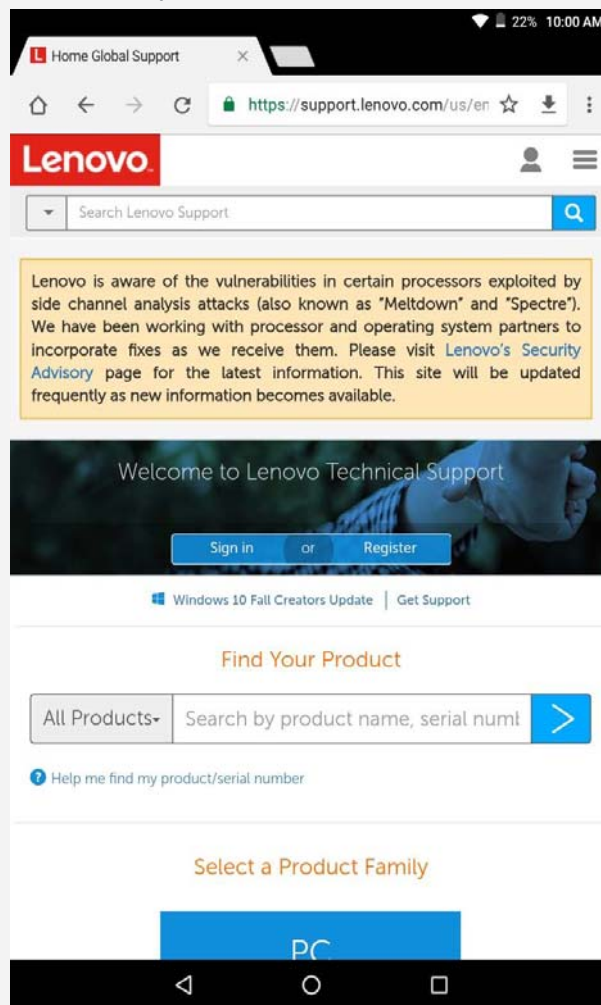 22% 10:00 AM
L Home Global Support
https://support.lenovo.com/us/en
Lenovo.
Search Lenovo Support
Lenovo is aware of the vulnerabilities in certain processors exploited by
side channel analysis attacks (also known as "Meltdown" and "Spectre").
We have been working with processor and operating system partners to
incorporate fixes as we receive them. Please visit Lenovo's Security
Advisory page for the latest information. This site will be updated
frequently as new information becomes available.
Welcome to Lenovo Technical Support
Sign in or Register
Windows 10 Fall Creators Update | Get Support
Find Your Product
All Products Search by product name, serial numb
? Help me find my product/serial number
Select a Product Family
PC